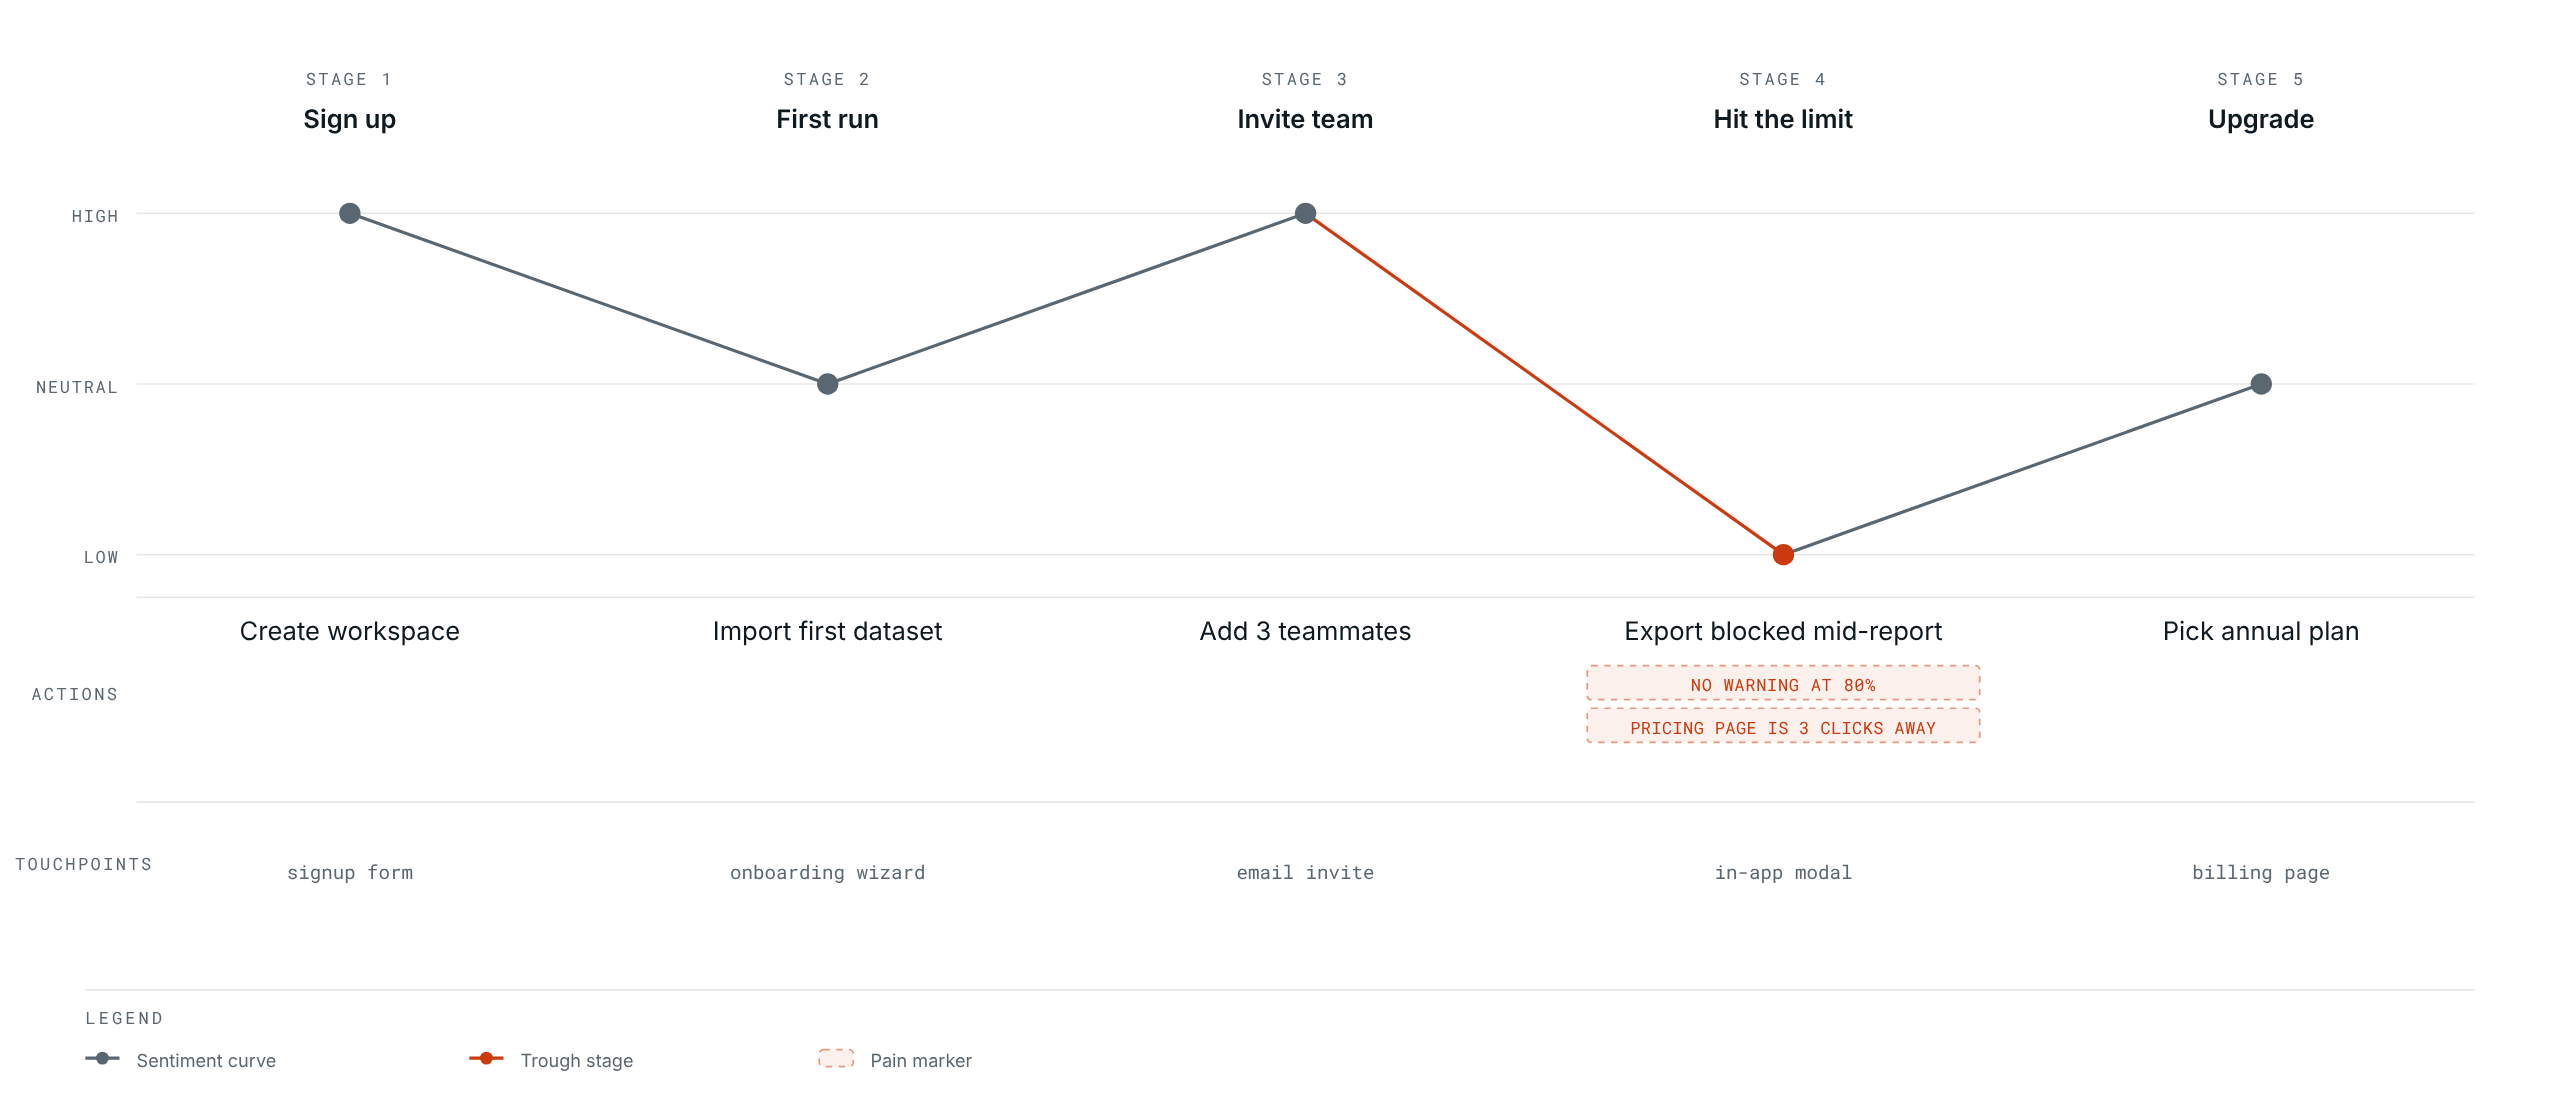 STAGE 1
Sign up
STAGE 2
First run
STAGE 3
Invite team
STAGE 4
Hit the limit
STAGE 5
Upgrade
HIGH
NEUTRAL
LOW
ACTIONS
Create workspace
Import first dataset
Add 3 teammates
Export blocked mid-report
NO WARNING AT 80%
PRICING PAGE IS 3 CLICKS AWAY
Pick annual plan
TOUCHPOINTS
signup form
onboarding wizard
email invite
in-app modal
billing page
LEGEND
Sentiment curve
Trough stage
Pain marker